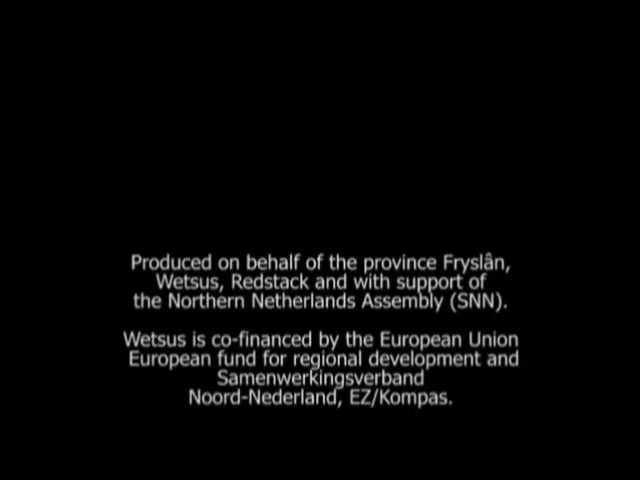 Produced on behalf of the province Fryslân,
Wetsus, Redstack and with support of
the Northern Netherlands Assembly (SNN).
Wetsus is co-financed by the European Union
European fund for regional development and
Samenwerkingsverband
Noord-Nederland, EZ/Kompas.